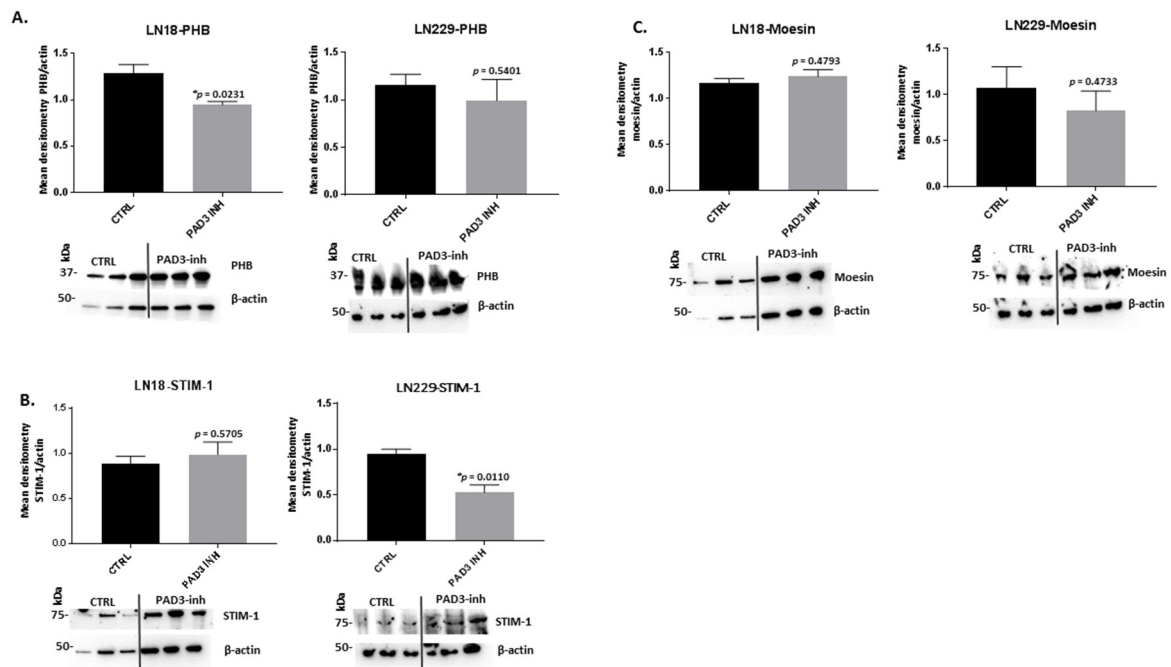 A.
LN18-PHB
Mean densitometry PHB/actin
1.5
1.0
0.5
0.0
*p = 0.0231
CTRL
PAD3 INH
kDa
CTRL
PAD3-inh
37-
PHB
50-
β-actin
LN229-PHB
Mean densitometry PHB/actin
1.5
1.0
0.5
0.0
p = 0.5401
CTRL
PAD3 INH
kDa
CTRL
PAD3-inh
37-
PHB
50-
β-actin
B.
LN18-STIM-1
Mean densitometry
STIM-1/actin
1.5
1.0
0.5
0.0
p = 0.5705
CTRL
PAD3 INH
kDa
CTRL
PAD3-inh
75-
STIM-1
50-
β-actin
LN229-STIM-1
Mean densitometry
STIM-1/actin
1.5
1.0
0.5
0.0
*p = 0.0110
CTRL
PAD3 INH
kDa
CTRL
PAD3-inh
75-
STIM-1
50-
β-actin
C.
LN18-Moesin
Mean densitometry
moesin/actin
1.5
1.0
0.5
0.0
p = 0.4793
CTRL
PAD3 INH
kDa
CTRL
PAD3-inh
75-
Moesin
50-
β-actin
LN229-Moesin
Mean densitometry
moesin/actin
1.5
1.0
0.5
0.0
p = 0.4733
CTRL
PAD3 INH
kDa
CTRL
PAD3-inh
75-
Moesin
50-
β-actin